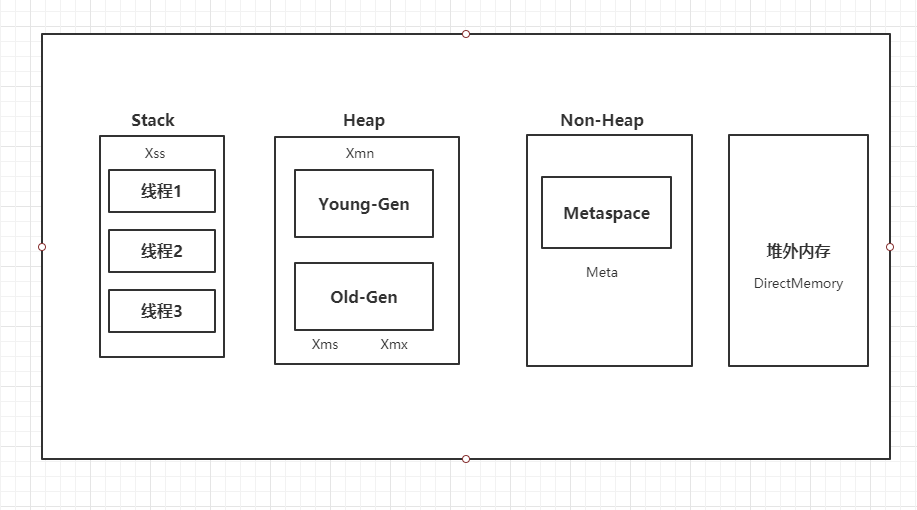 Stack
Xss
线程1
线程2
线程3
Heap
Xmn
Young-Gen
Old-Gen
Xms Xmx
Non-Heap
Metaspace
Meta
堆外内存
DirectMemory